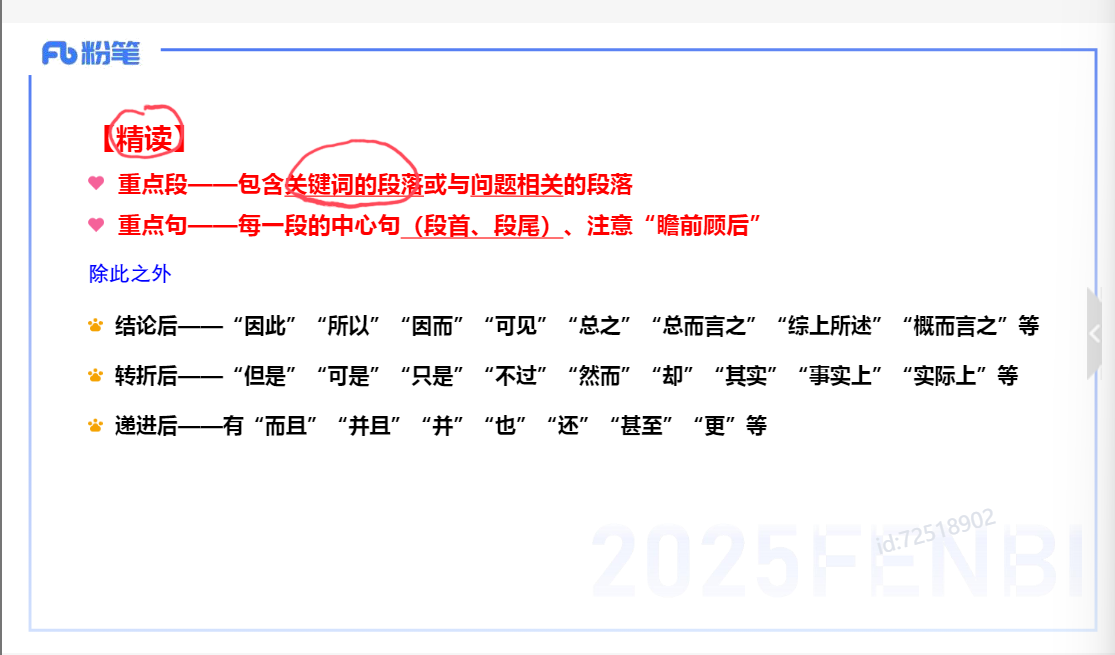 粉笔
【精读】
重点段——包含关键词的段落或与问题相关的段落
重点句——每一段的中心句（段首、段尾）、注意“瞻前顾后”
除此之外
结论后——“因此”“所以”“因而”“可见”“总之”“总而言之”“综上所述”“概而言之”等
转折后——“但是”“可是”“只是”“不过”“然而”“却”“其实”“事实上”“实际上”等
递进后——有“而且”“并且”“并”“也”“还”“甚至”“更”等
id:72518902
2025FENBI